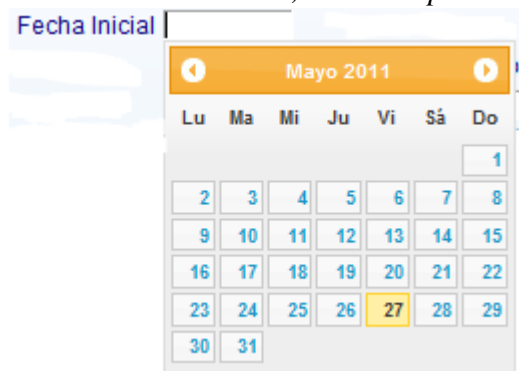 Fecha Inicial
Mayo 2011
Lu Ma Mi Ju Vi Sá Do
1
2 3 4 5 6 7 8
9 10 11 12 13 14 15
16 17 18 19 20 21 22
23 24 25 26 27 28 29
30 31